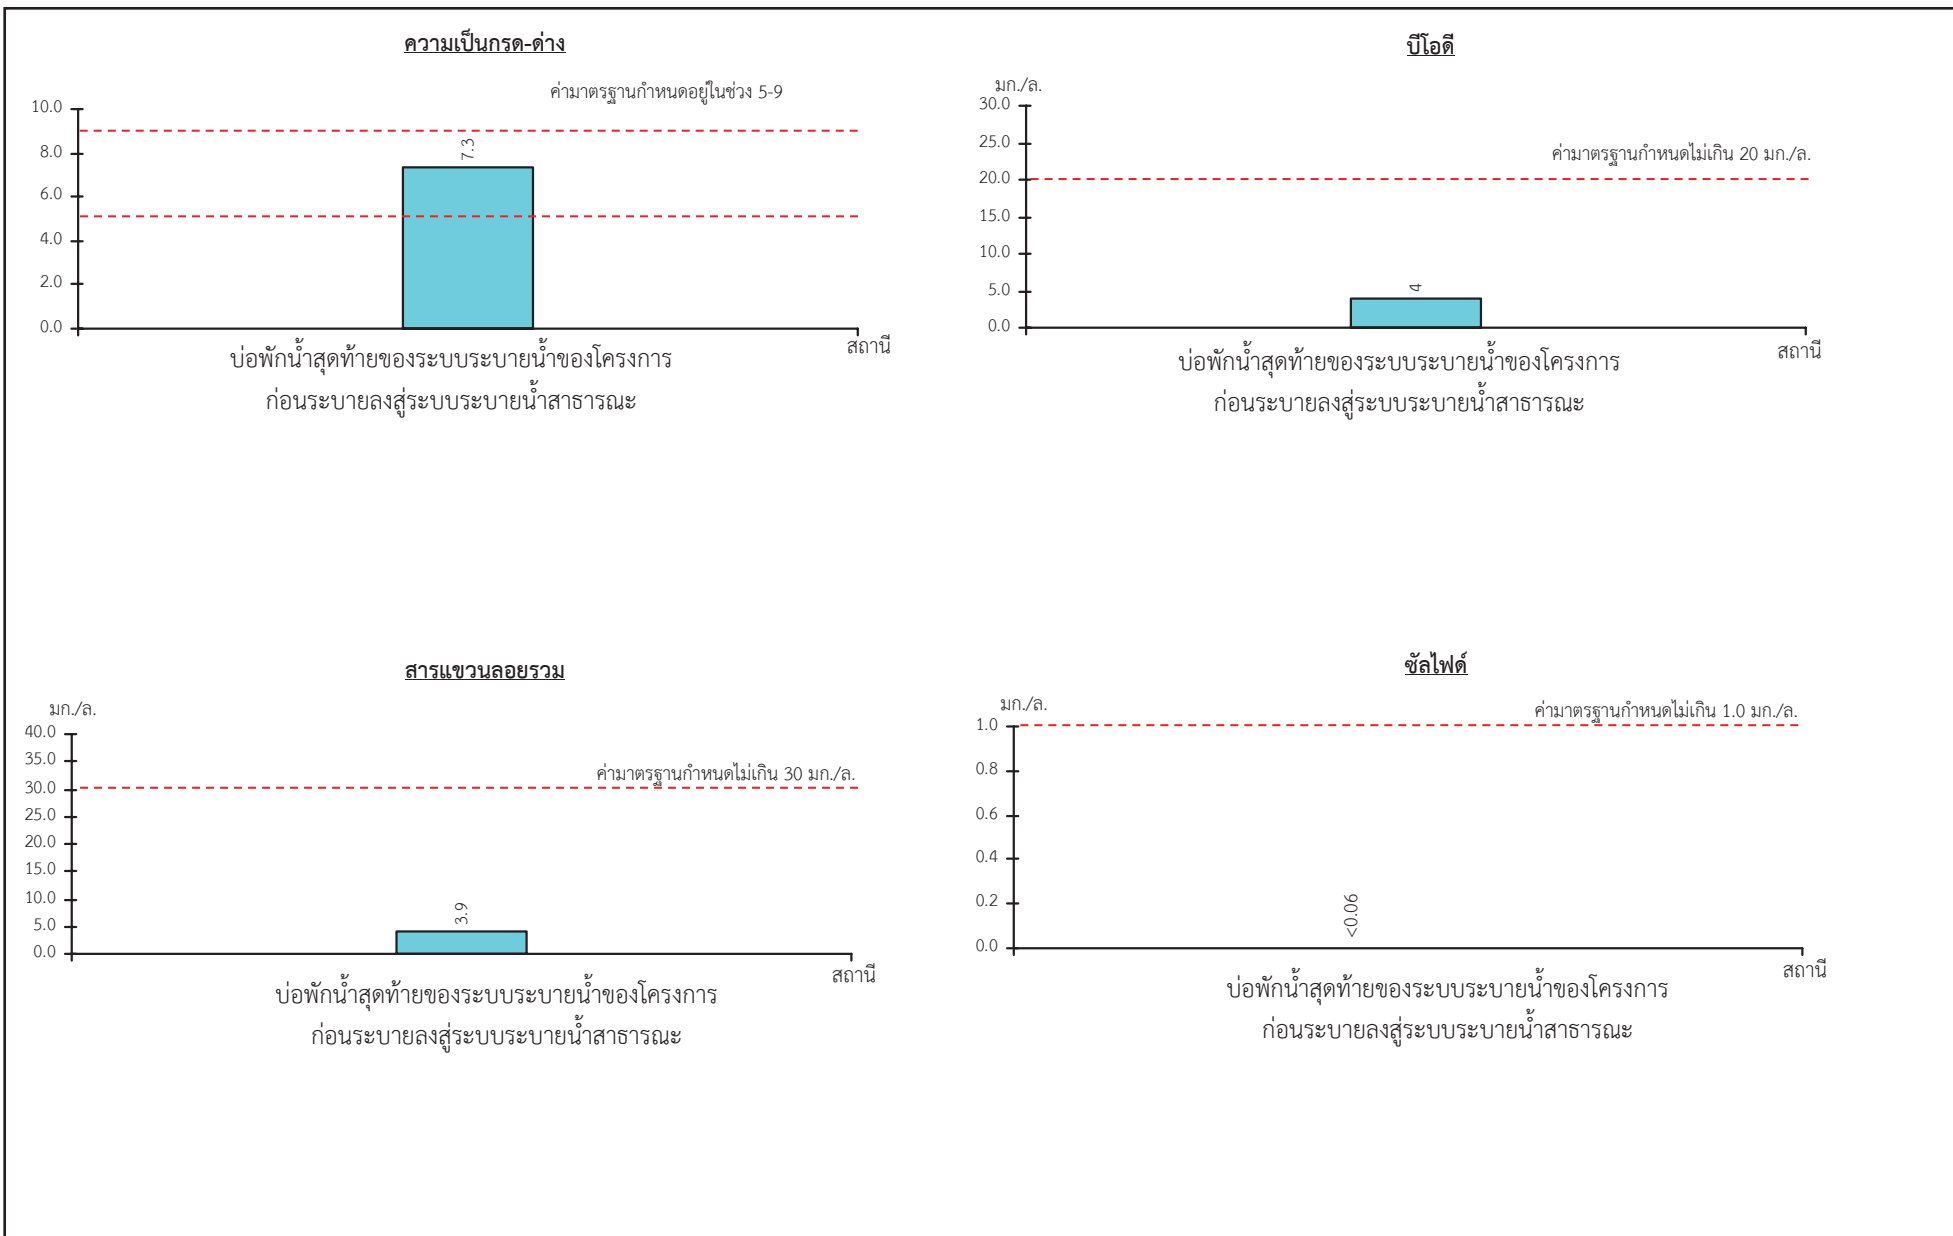 ความเป็นกรด-ด่าง
ค่ามาตรฐานกำหนดอยู่ในช่วง 5-9
10.0
8.0
6.0
4.0
2.0
0.0
7.3
สถานี
บ่อพักน้ำสุดท้ายของระบบระบายน้ำของโครงการ
ก่อนระบายลงสู่ระบบระบายน้ำสาธารณะ
บีโอดี
มก./ล.
30.0
25.0
20.0
15.0
10.0
5.0
0.0
ค่ามาตรฐานกำหนดไม่เกิน 20 มก./ล.
4
สถานี
บ่อพักน้ำสุดท้ายของระบบระบายน้ำของโครงการ
ก่อนระบายลงสู่ระบบระบายน้ำสาธารณะ
สารแขวนลอยรวม
มก./ล.
40.0
35.0
30.0
25.0
20.0
15.0
10.0
5.0
0.0
ค่ามาตรฐานกำหนดไม่เกิน 30 มก./ล.
3.9
สถานี
บ่อพักน้ำสุดท้ายของระบบระบายน้ำของโครงการ
ก่อนระบายลงสู่ระบบระบายน้ำสาธารณะ
ซัลไฟด์
มก./ล.
ค่ามาตรฐานกำหนดไม่เกิน 1.0 มก./ล.
1.0
0.8
0.6
0.4
0.2
0.0
<0.06
สถานี
บ่อพักน้ำสุดท้ายของระบบระบายน้ำของโครงการ
ก่อนระบายลงสู่ระบบระบายน้ำสาธารณะ